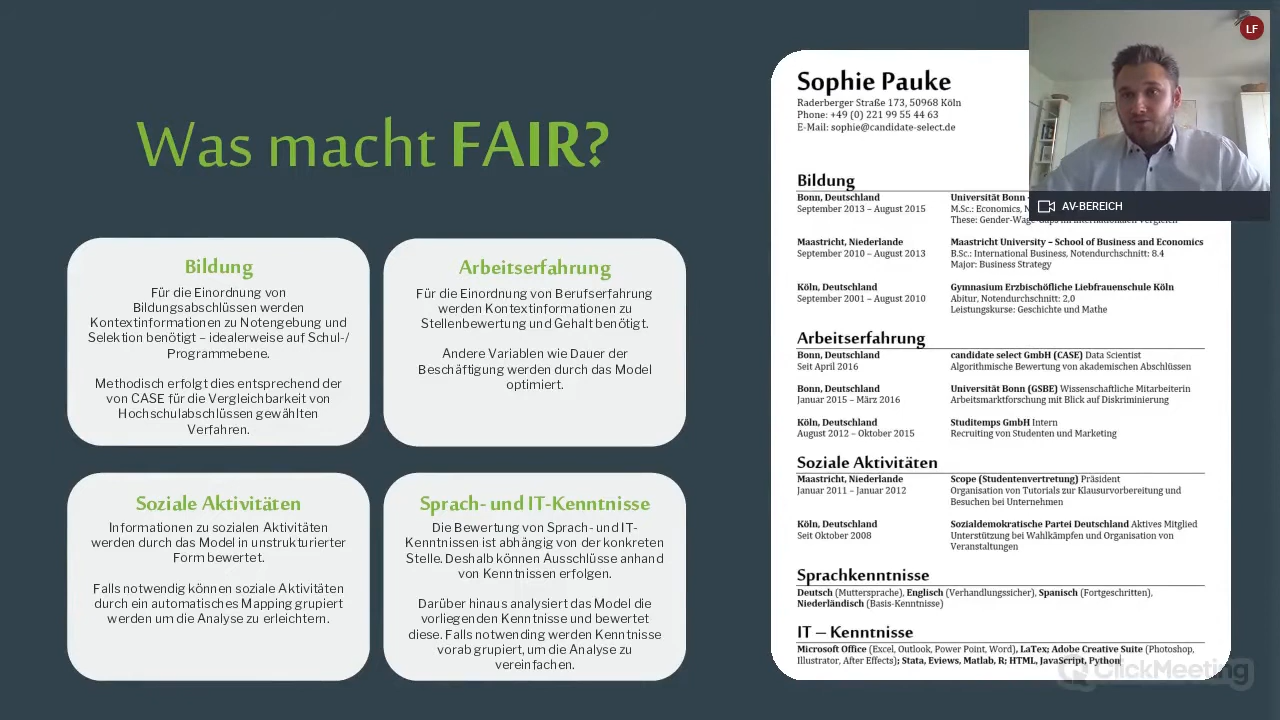 Was macht FAIR?
Bildung
Für die Einordnung von
Bildungsabschlüssen werden
Kontextinformationen zu Notengebung und
Selektion benötigt – idealerweise auf Schul-/
Programmebene.
Methodisch erfolgt dies entsprechend der
von CASE für die Vergleichbarkeit von
Hochschulabschlüssen gewählten
Verfahren.
Arbeitserfahrung
Für die Einordnung von Berufserfahrung
werden Kontextinformationen zu
Stellenbewertung und Gehalt benötigt.
Andere Variablen wie Dauer der
Beschäftigung werden durch das Model
optimiert.
Soziale Aktivitäten
Informationen zu sozialen Aktivitäten
werden durch das Model in unstrukturierter
Form bewertet.
Falls notwendig können soziale Aktivitäten
durch ein automatisches Mapping grupiert
werden um die Analyse zu erleichtern.
Sprach- und IT-Kenntnisse
Die Bewertung von Sprach- und IT-
Kenntnissen ist abhängig von der konkreten
Stelle. Deshalb können Ausschlüsse anhand
von Kenntnissen erfolgen.
Darüber hinaus analysiert das Model die
vorliegenden Kenntnisse und bewertet
diese. Falls notwending werden Kenntnisse
vorab grupiert, um die Analyse zu
vereinfachen.
Sophie Pauke
Raderberger Straße 173, 50968 Köln
Phone: +49 (0) 221 99 55 44 63
E-Mail: sophie@candidate-select.de
Bildung
Bonn, Deutschland Universität Bonn –
September 2013 – August 2015 M.Sc.: Economics,
These: Gender-Wage-Gaps im internationalen Vergleich
Maastricht, Niederlande Maastricht University – School of Business and Economics
September 2010 – August 2013 B.Sc.: International Business, Notendurchschnitt: 8.4
Major: Business Strategy
Köln, Deutschland Gymnasium Erzbischöfliche Liebfrauenschule Köln
September 2001 – August 2010 Abitur, Notendurchschnitt: 2,0
Leistungskurse: Geschichte und Mathe
Arbeitserfahrung
Bonn, Deutschland candidate select GmbH (CASE) Data Scientist
Seit April 2016 Algorithmische Bewertung von akademischen Abschlüssen
Bonn, Deutschland Universität Bonn (GSBE) Wissenschaftliche Mitarbeiterin
Januar 2015 – März 2016 Arbeitsmarktforschung mit Blick auf Diskriminierung
Köln, Deutschland Studitemps GmbH Intern
August 2012 – Oktober 2015 Recruiting von Studenten und Marketing
Soziale Aktivitäten
Maastricht, Niederlande Scope (Studentenvertretung) Präsident
Januar 2011 – Januar 2012 Organisation von Tutorials zur Klausurvorbereitung und
Besuchen bei Unternehmen
Köln, Deutschland Sozialdemokratische Partei Deutschland Aktives Mitglied
Seit Oktober 2008 Unterstützung bei Wahlkämpfen und Organisation von
Veranstaltungen
Sprachkenntnisse
Deutsch (Muttersprache), Englisch (Verhandlungssicher), Spanisch (Fortgeschritten),
Niederländisch (Basis-Kenntnisse)
IT – Kenntnisse
Microsoft Office (Excel, Outlook, Power Point, Word), LaTex; Adobe Creative Suite (Photoshop,
Illustrator, After Effects); Stata, Eviews, Matlab, R; HTML, JavaScript, Python
LF
AV-BEREICH
ClickMeeting